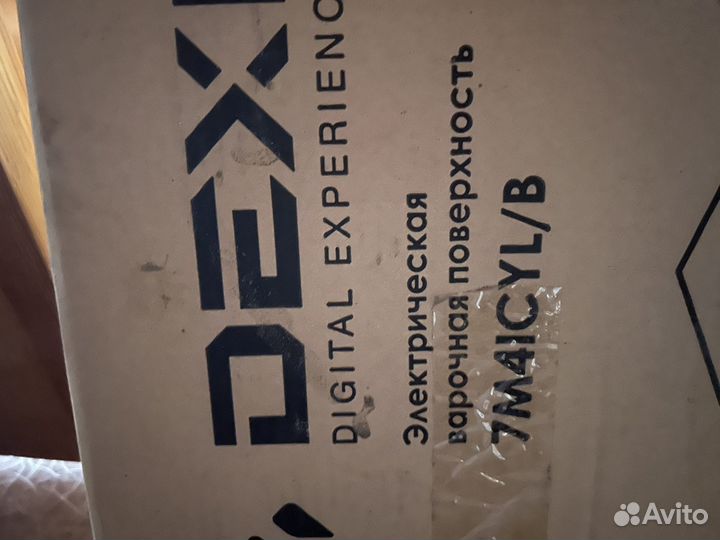 DEX
DIGITAL EXPERIENC
Электрическая
варочная поверхность
7M4ICYL/B
Avito